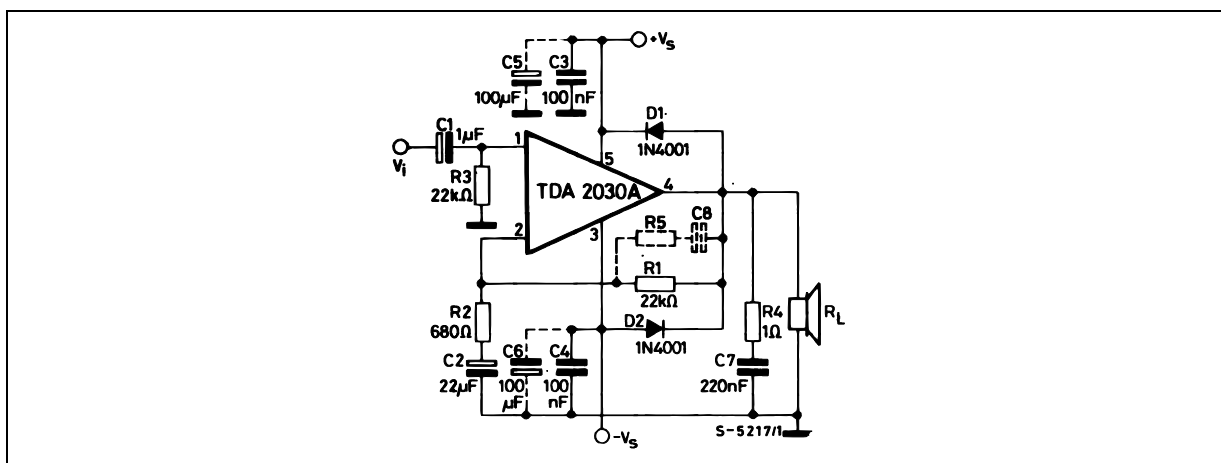 +Vs
C5
C3
100µF
100 nF
D1
1N4001
C1
1µF
Vi
1
5
R3
22kΩ
TDA 2030A
4
2
3
R5
C8
R1
22kΩ
R2
680Ω
D2
1N4001
R4
1Ω
RL
C2
22µF
C6
100
µF
C4
100
nF
C7
220nF
S-5217/1
-Vs